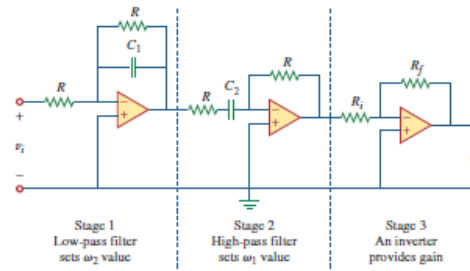 R
C1
R
R
R
C2
Rf
Ri
+
vi
−
−
+
−
+
−
+
Stage 1
Low-pass filter
sets ω2 value
Stage 2
High-pass filter
sets ω1 value
Stage 3
An inverter
provides gain